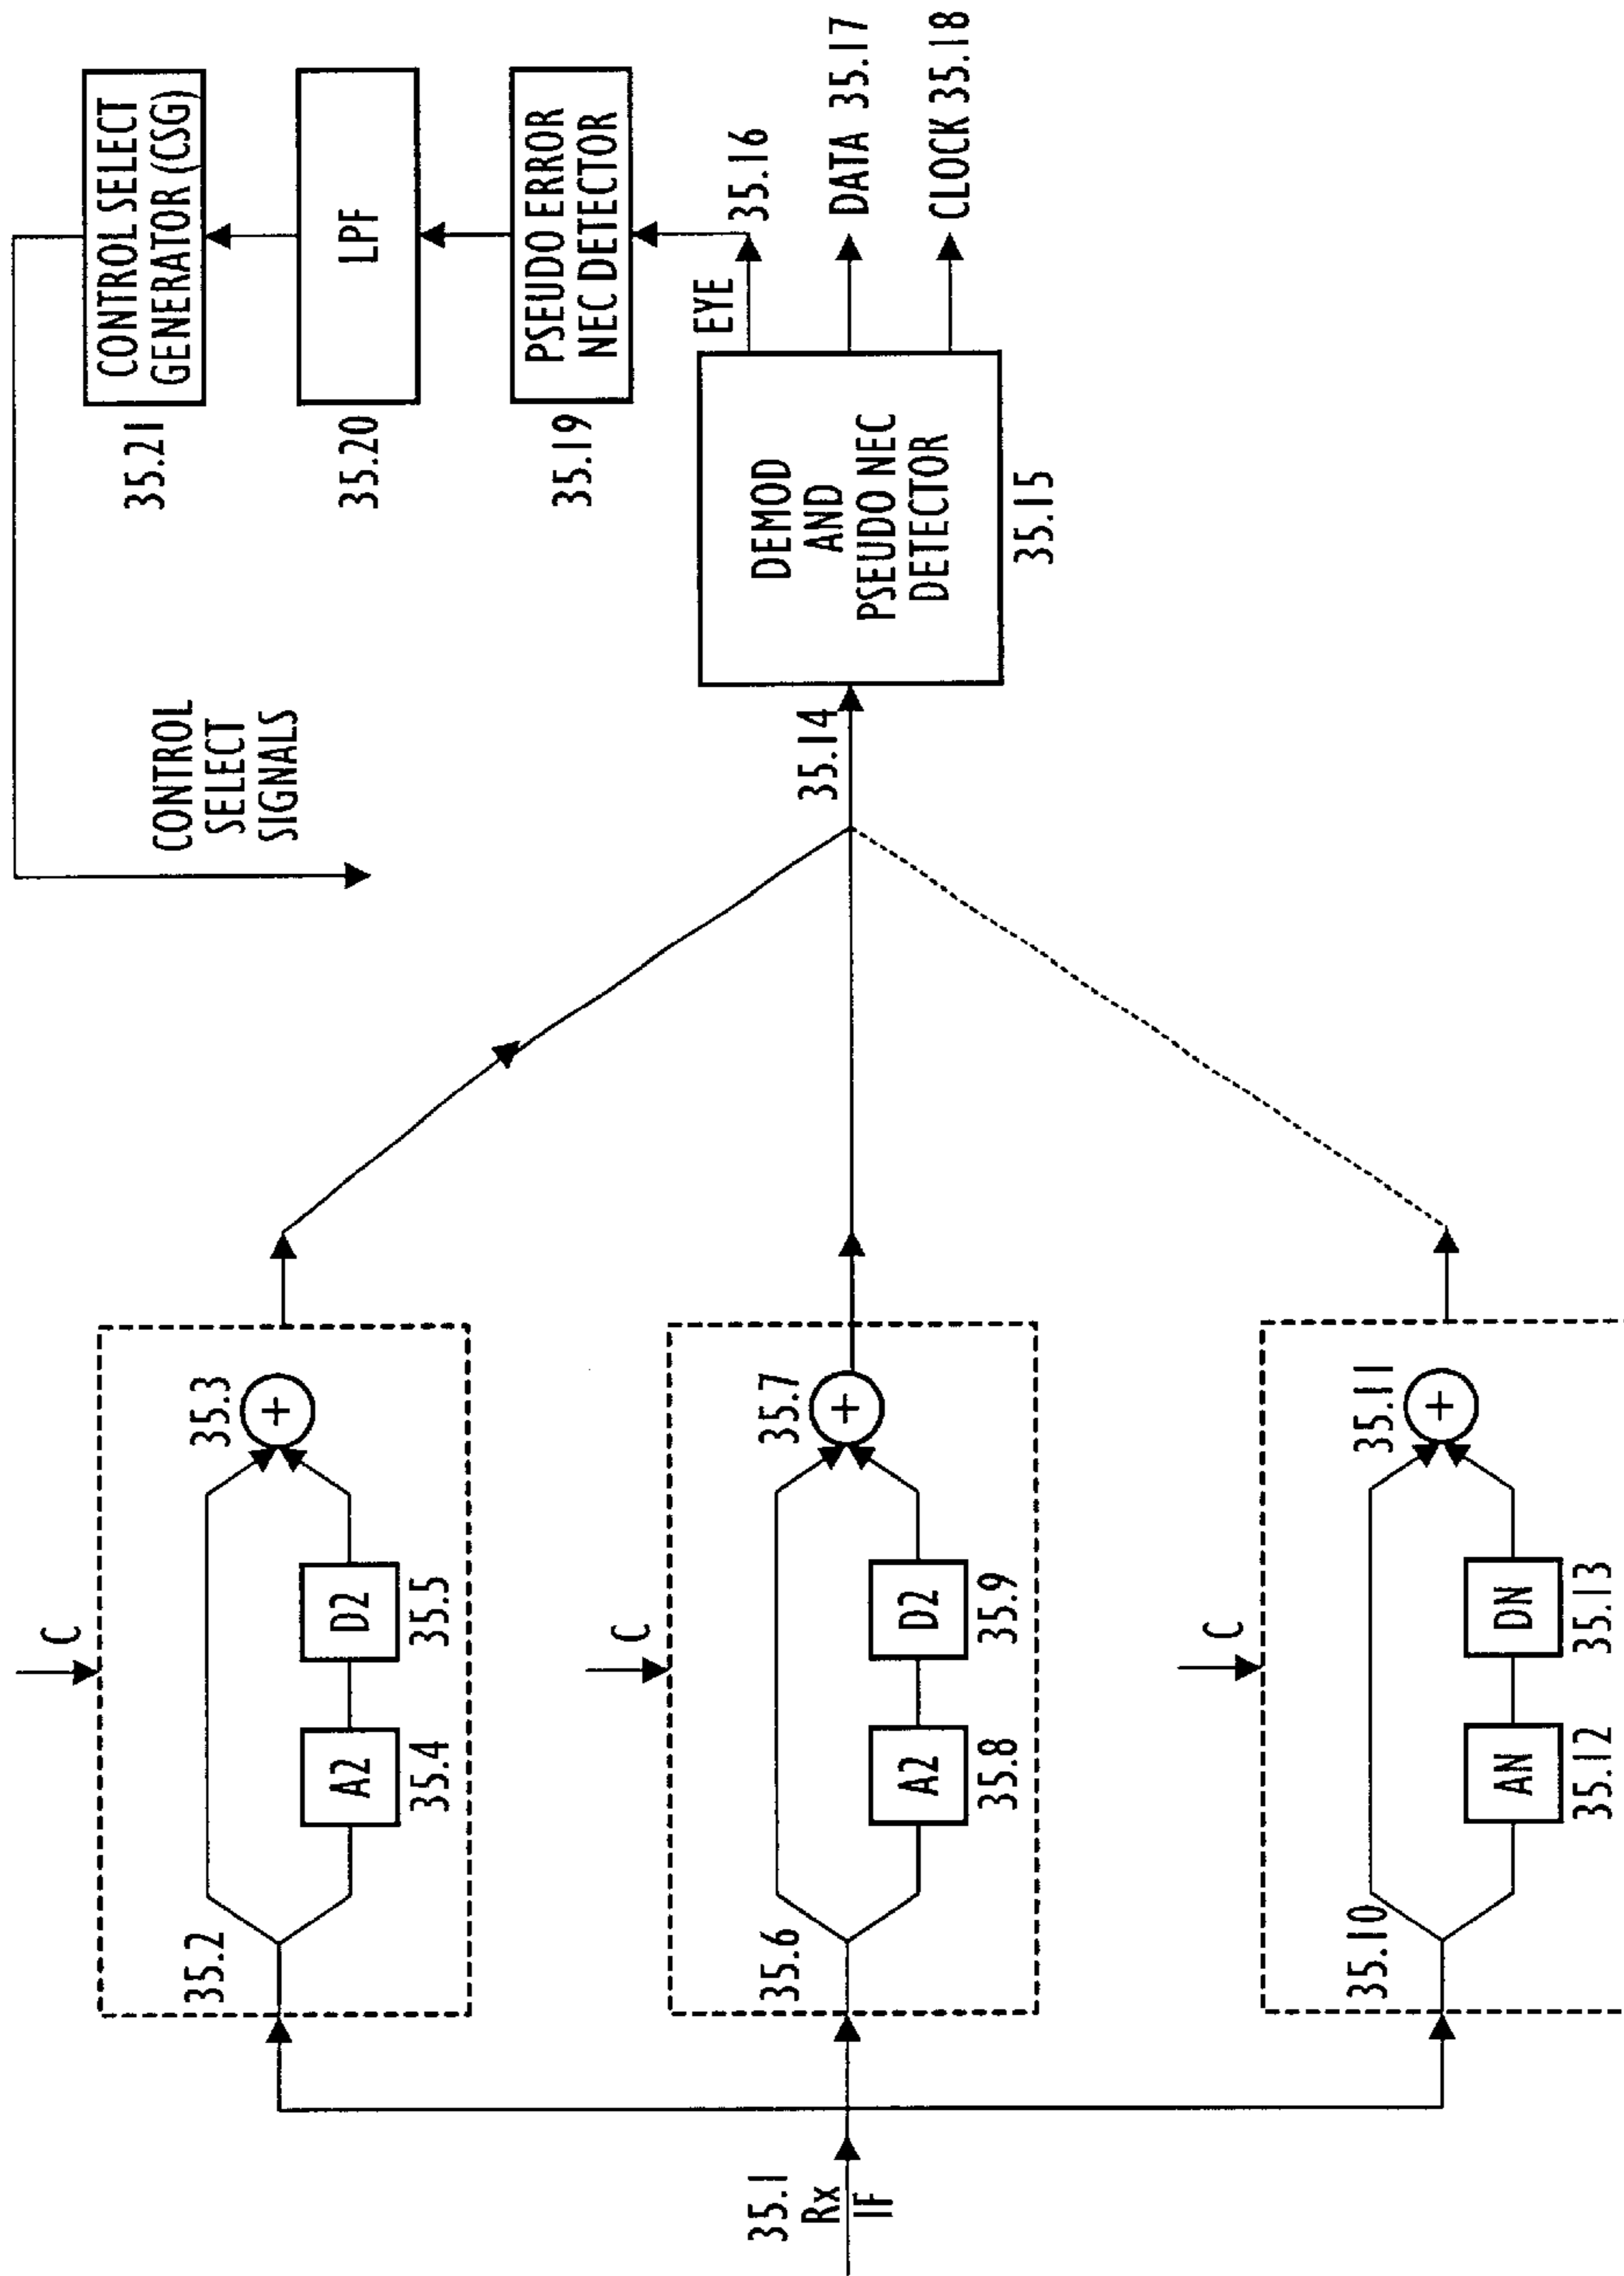 35.1
Rx
IF
C
35.2
35.3
+
A2
D2
35.4
35.5
C
35.6
35.7
+
A2
D2
35.8
35.9
C
35.10
35.11
+
AN
DN
35.12
35.13
CONTROL
SELECT
SIGNALS
35.14
DEMOD
AND
PSEUDO NEC
DETECTOR
35.15
EYE
35.16
DATA 35.17
CLOCK 35.18
PSEUDO ERROR
NEC DETECTOR
35.19
LPF
35.20
CONTROL SELECT
GENERATOR (CSG)
35.21